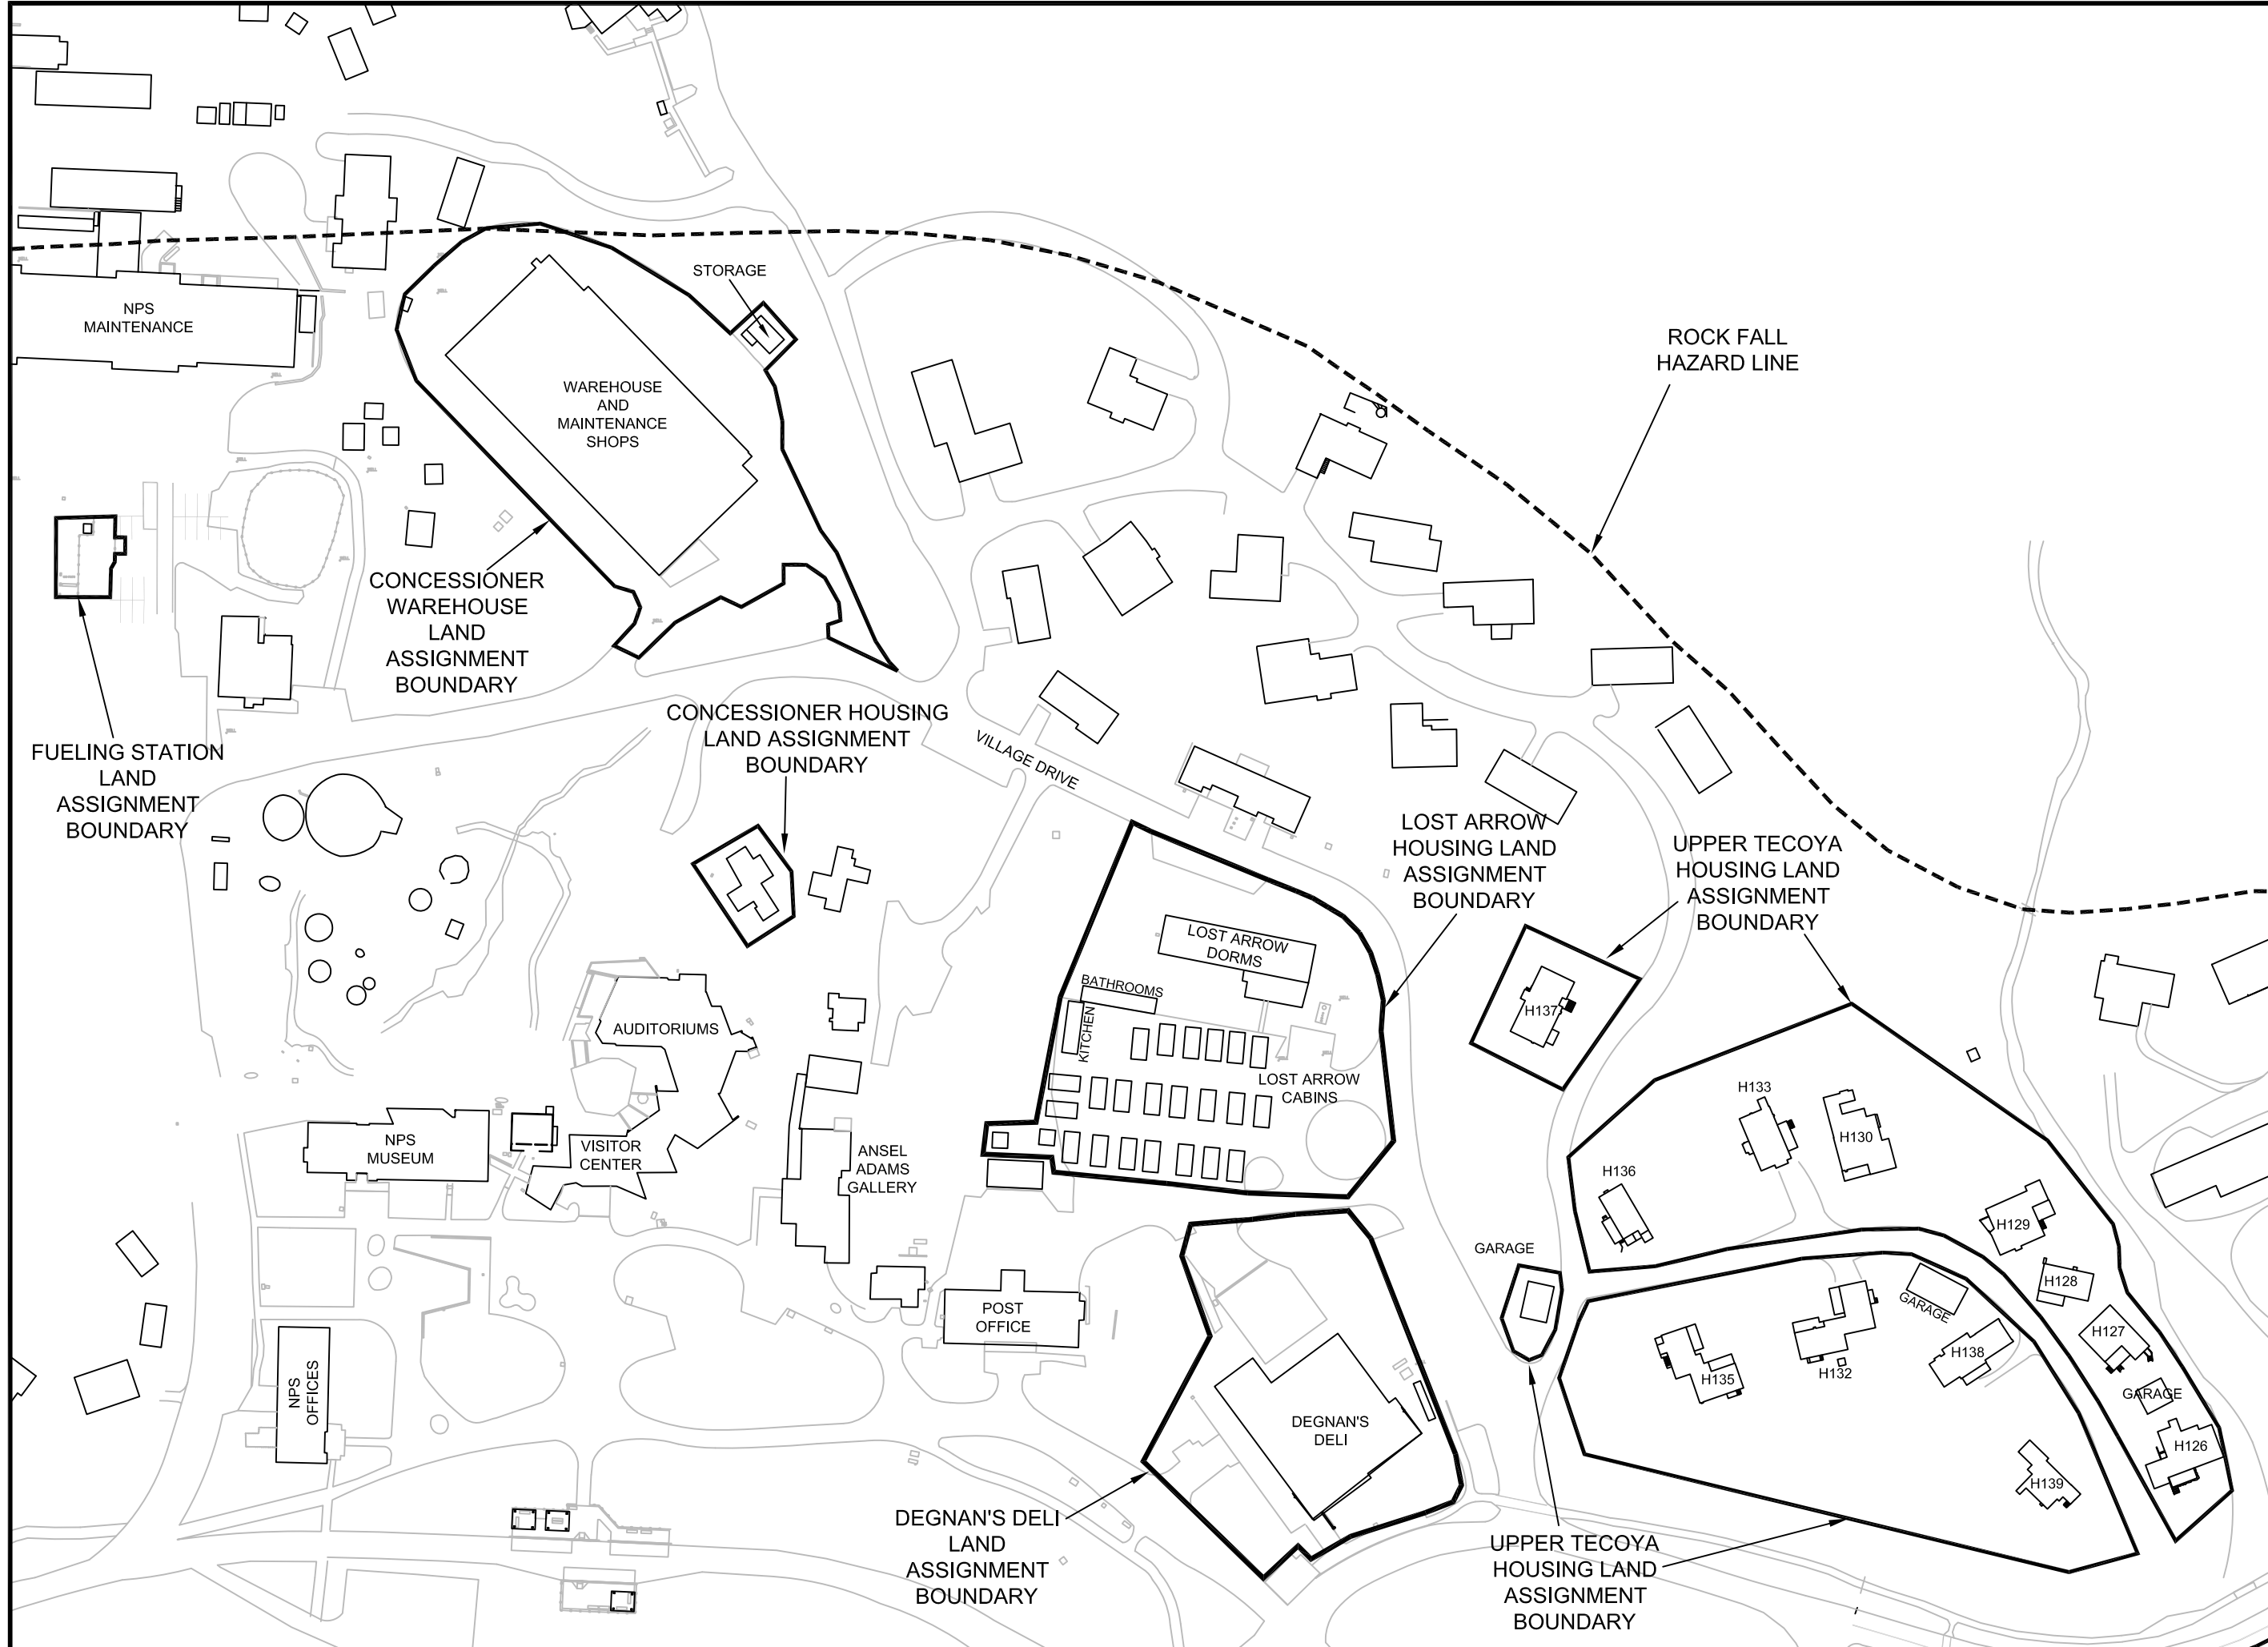 STORAGE
NPS
MAINTENANCE
ROCK FALL
HAZARD LINE
WAREHOUSE
AND
MAINTENANCE
SHOPS
CONCESSIONER
WAREHOUSE
LAND
ASSIGNMENT
BOUNDARY
CONCESSIONER HOUSING
LAND ASSIGNMENT
BOUNDARY
VILLAGE DRIVE
FUELING STATION
LAND
ASSIGNMENT
BOUNDARY
LOST ARROW
HOUSING LAND
ASSIGNMENT
BOUNDARY
UPPER TECOYA
HOUSING LAND
ASSIGNMENT
BOUNDARY
LOST ARROW
DORMS
BATHROOMS
KITCHEN
H137
AUDITORIUMS
LOST ARROW
CABINS
H133
H130
NPS
MUSEUM
VISITOR
CENTER
ANSEL
ADAMS
GALLERY
H136
H129
GARAGE
H128
GARAGE
POST
OFFICE
H127
H138
H135
H132
NPS
OFFICES
GARAGE
DEGNAN'S
DELI
H126
H139
DEGNAN'S DELI
LAND
ASSIGNMENT
BOUNDARY
UPPER TECOYA
HOUSING LAND
ASSIGNMENT
BOUNDARY